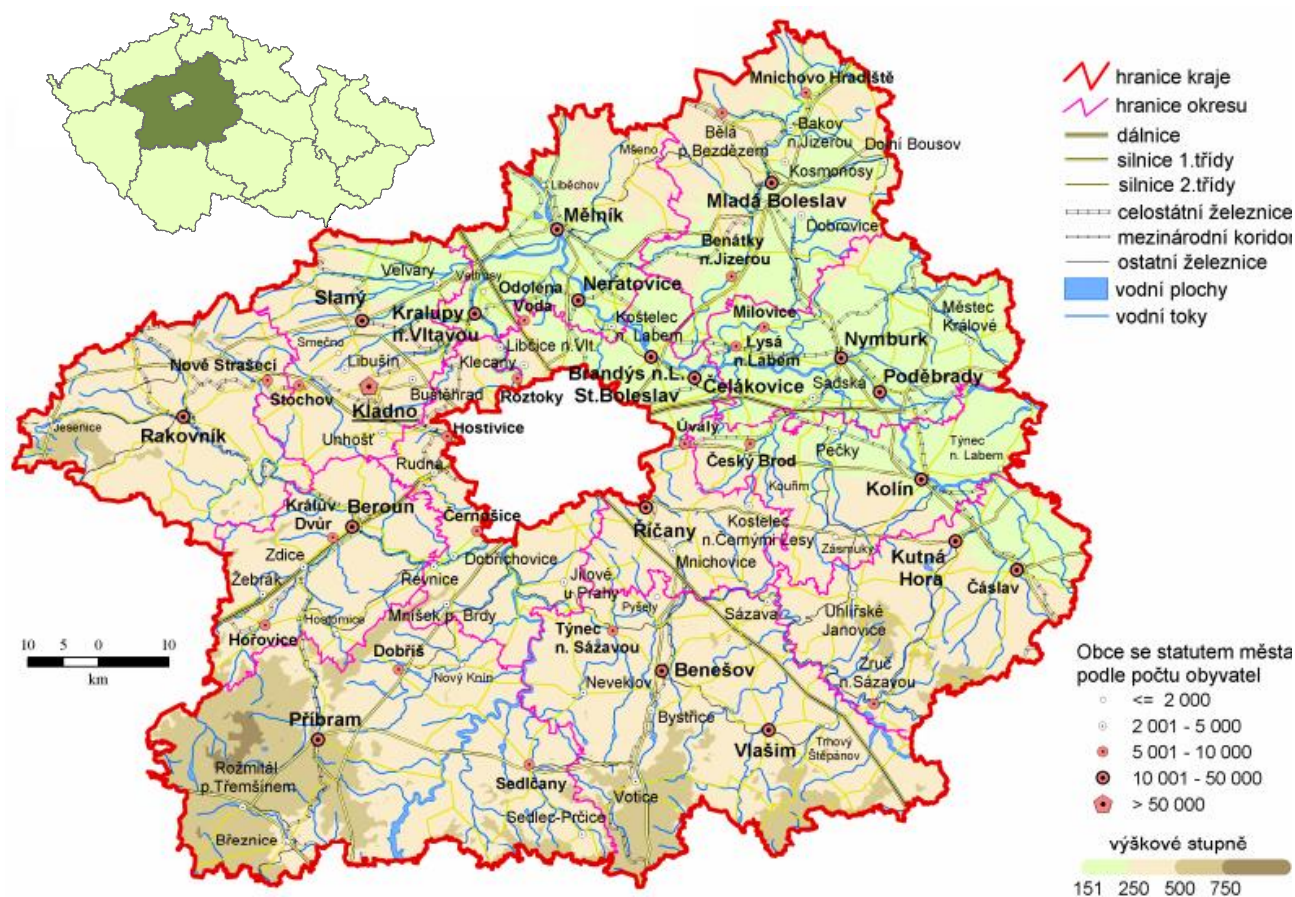 Mnichovo Hradiště
Bakov
n.Jizerou
Bělá
p.Bezdězem
Dolní Bousov
Mšeno
Kosmonosy
Liběchov
Mladá Boleslav
Mělník
Dobrovice
Benátky
n.Jizerou
Velvary
Veltrusy
Odolena
Voda
Neratovice
Slaný
Kralupy
n.Vltavou
Kostelec
n.Labem
Milovice
Městec
Králové
Lysá
n.Labem
Nymburk
Smečno
Libčice n.Vlt.
Nové Strašecí
Libušín
Klecany
Brandýs n.L.
St.Boleslav
Čelákovice
Sadská
Poděbrady
Stochov
Buštěhrad
Roztoky
Kladno
Jesenice
Rakovník
Unhošť
Hostivice
Úvaly
Pečky
Týnec
n. Labem
Rudná
Český Brod
Kouřim
Kolín
Králův
Dvůr
Beroun
Černošice
Říčany
Kostelec
n.Černými Lesy
Zásmuky
Kutná
Hora
Zdice
Dobřichovice
Mnichovice
Čáslav
Žebrák
Řevnice
Jílové
u Prahy
Pyšely
Sázava
Uhlířské
Janovice
Hostomice
Mníšek p. Brdy
Hořovice
Týnec
n. Sázavou
Dobříš
Nový Knín
Benešov
Zruč
n.Sázavou
Neveklov
Příbram
Bystřice
Vlašim
Trhový
Štěpánov
Rožmitál
p.Třemšínem
Sedlčany
Votice
Březnice
Sedlec-Prčice
10 5 0 10
km
hranice kraje
hranice okresu
dálnice
silnice 1.třídy
silnice 2.třídy
celostátní železnice
mezinárodní koridor
ostatní železnice
vodní plochy
vodní toky
Obce se statutem města
podle počtu obyvatel
<= 2 000
2 001 - 5 000
5 001 - 10 000
10 001 - 50 000
> 50 000
výškové stupně
151 250 500 750